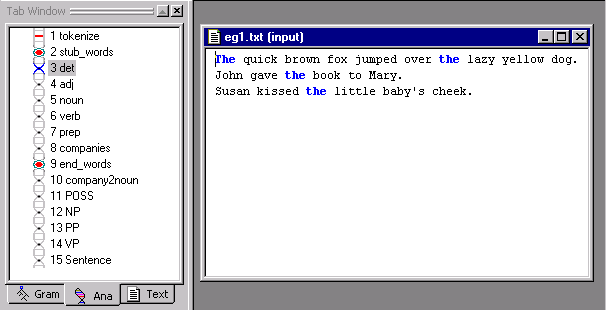 Tab Window
1 tokenize
2 stub_words
3 det
4 adj
5 noun
6 verb
7 prep
8 companies
9 end_words
10 company2noun
11 POSS
12 NP
13 PP
14 VP
15 Sentence
Gram Ana Text
eg1.txt (input)
The quick brown fox jumped over the lazy yellow dog.
John gave the book to Mary.
Susan kissed the little baby's cheek.